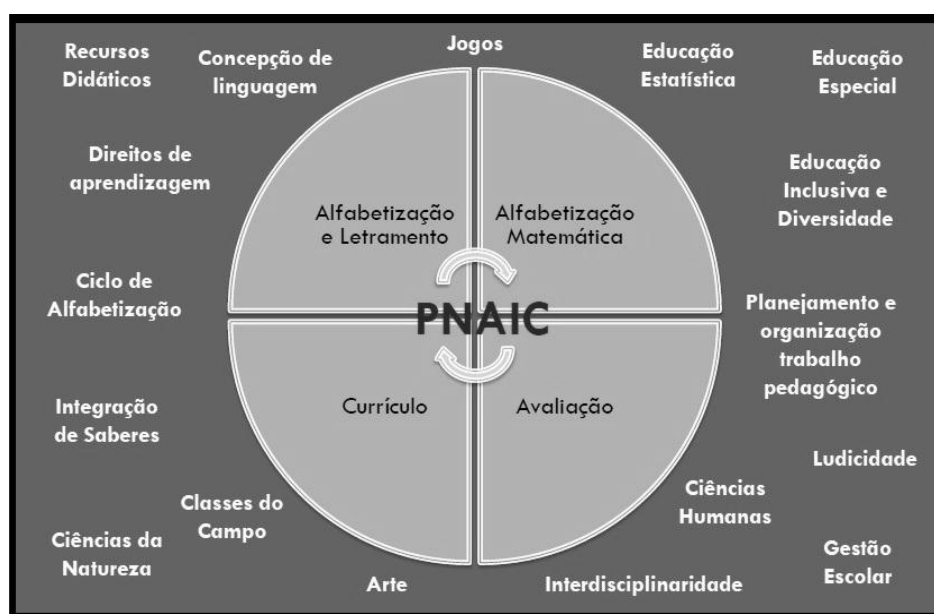 Recursos
Didáticos
Concepção de
linguagem
Jogos
Educação
Estatística
Educação
Especial
Direitos de
aprendizagem
Educação
Inclusiva e
Diversidade
Alfabetização
e Letramento
Alfabetização
Matemática
Ciclo de
Alfabetização
PNAIC
Planejamento e
organização
trabalho
pedagógico
Integração
de Saberes
Currículo
Avaliação
Ludicidade
Classes do
Campo
Ciências
Humanas
Ciências da
Natureza
Arte
Interdisciplinaridade
Gestão
Escolar